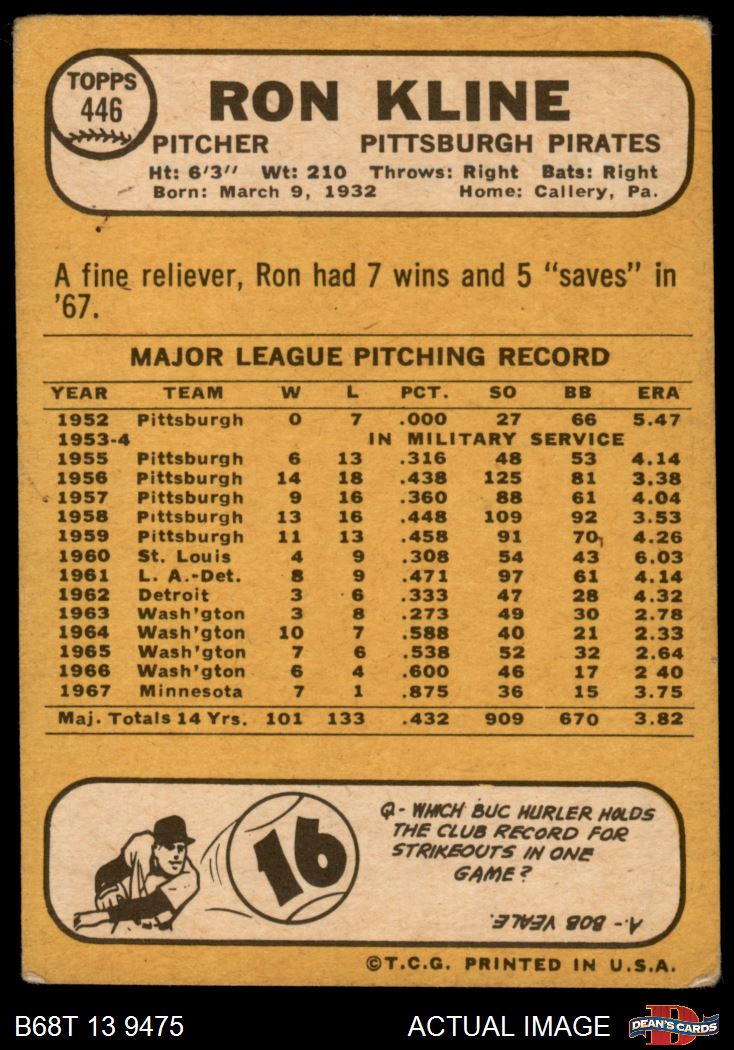 TOPPS
446
RON KLINE
PITCHER PITTSBURGH PIRATES
Ht: 6'3" Wt: 210 Throws: Right Bats: Right
Born: March 9, 1932 Home: Callery, Pa.
A fine reliever, Ron had 7 wins and 5 "saves" in
'67.
MAJOR LEAGUE PITCHING RECORD
YEAR TEAM W L PCT. SO BB ERA
1952 Pittsburgh 0 7 .000 27 66 5.47
1953-4 IN MILITARY SERVICE
1955 Pittsburgh 6 13 .316 48 53 4.14
1956 Pittsburgh 14 18 .438 125 81 3.38
1957 Pittsburgh 9 16 .360 88 61 4.04
1958 Pittsburgh 13 16 .448 109 92 3.53
1959 Pittsburgh 11 13 .458 91 70 4.26
1960 St. Louis 4 9 .308 54 43 6.03
1961 L. A.-Det. 8 9 .471 97 61 4.14
1962 Detroit 3 6 .333 47 28 4.32
1963 Wash'gton 3 8 .273 49 30 2.78
1964 Wash'gton 10 7 .588 40 21 2.33
1965 Wash'gton 7 6 .538 52 32 2.64
1966 Wash'gton 6 4 .600 46 17 2 40
1967 Minnesota 7 1 .875 36 15 3.75
Maj. Totals 14 Yrs. 101 133 .432 909 670 3.82
16
Q- WHICH BUC HURLER HOLDS
THE CLUB RECORD FOR
STRIKEOUTS IN ONE
GAME?
A- BOB VEALE.
©T.C.G. PRINTED IN U.S.A.
B68T 13 9475 ACTUAL IMAGE
DEAN'S CARDS